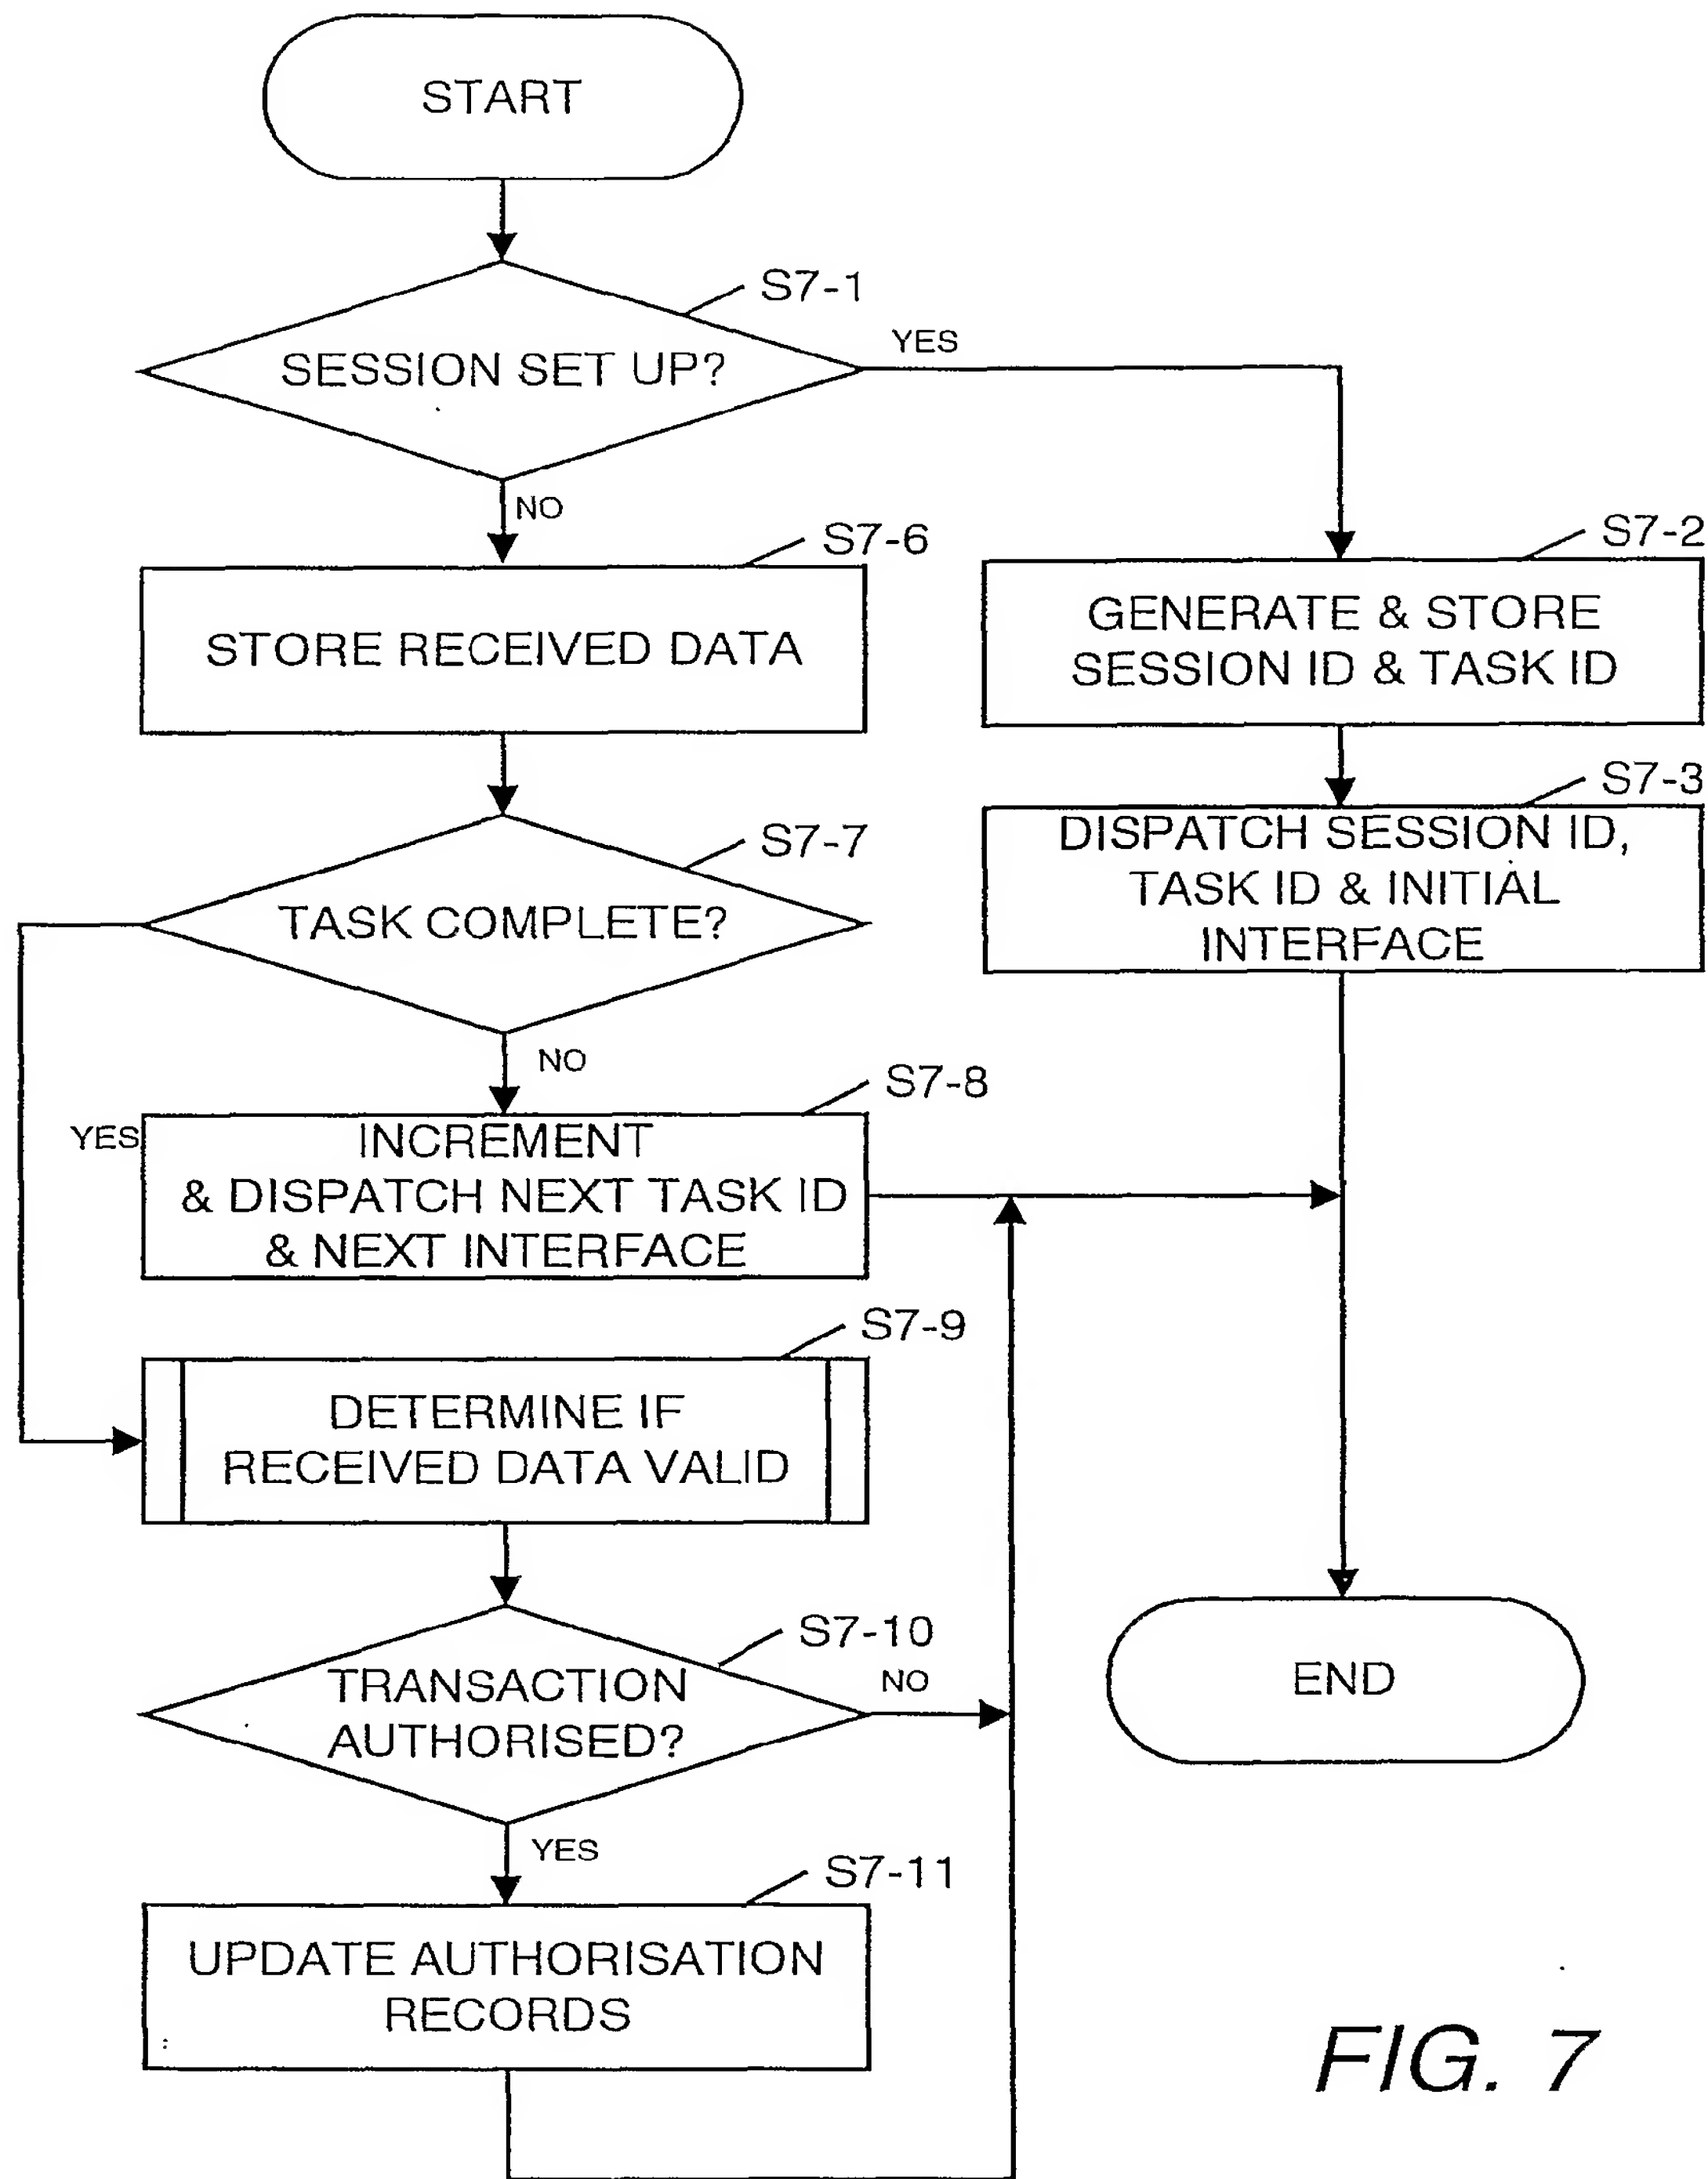 START
S7-1
SESSION SET UP?
YES
NO
S7-6
STORE RECEIVED DATA
S7-2
GENERATE & STORE
SESSION ID & TASK ID
S7-3
DISPATCH SESSION ID,
TASK ID & INITIAL
INTERFACE
S7-7
TASK COMPLETE?
NO
YES
S7-8
INCREMENT
& DISPATCH NEXT TASK ID
& NEXT INTERFACE
S7-9
DETERMINE IF
RECEIVED DATA VALID
S7-10
TRANSACTION
AUTHORISED?
NO
YES
END
S7-11
UPDATE AUTHORISATION
RECORDS
FIG. 7